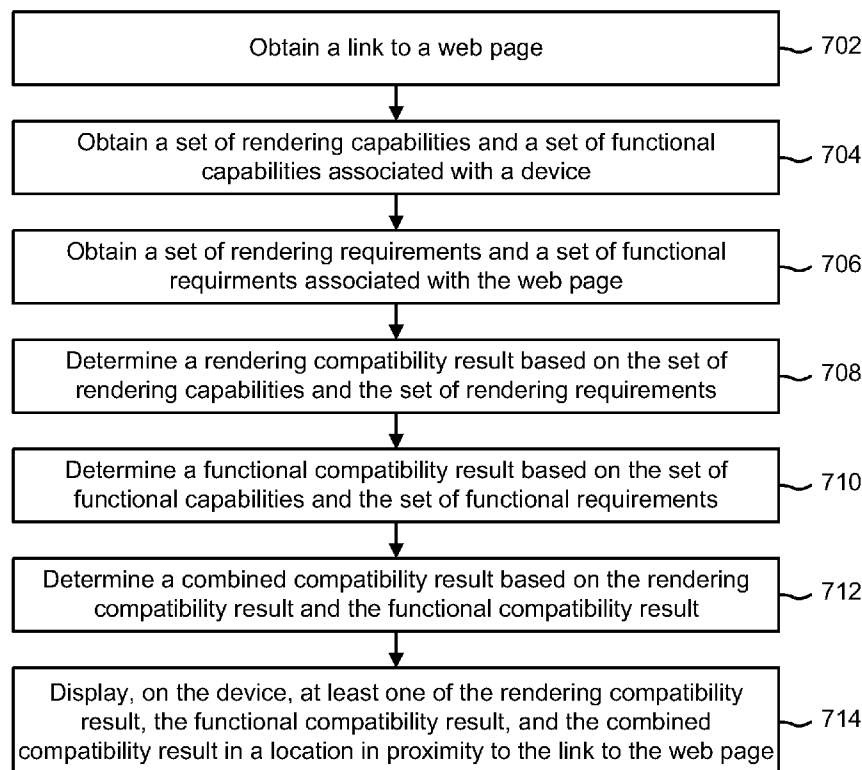 Obtain a link to a web page
702
Obtain a set of rendering capabilities and a set of functional
capabilities associated with a device
704
Obtain a set of rendering requirements and a set of functional
requirments associated with the web page
706
Determine a rendering compatibility result based on the set of
rendering capabilities and the set of rendering requirements
708
Determine a functional compatibility result based on the set of
functional capabilities and the set of functional requirements
710
Determine a combined compatibility result based on the rendering
compatibility result and the functional compatibility result
712
Display, on the device, at least one of the rendering compatibility
result, the functional compatibility result, and the combined
compatibility result in a location in proximity to the link to the web page
714